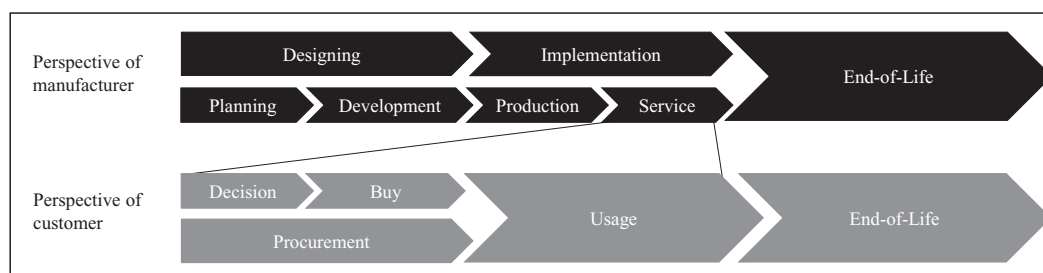 Perspective of
manufacturer
Designing
Implementation
End-of-Life
Planning
Development
Production
Service
Perspective of
customer
Decision
Buy
Usage
End-of-Life
Procurement